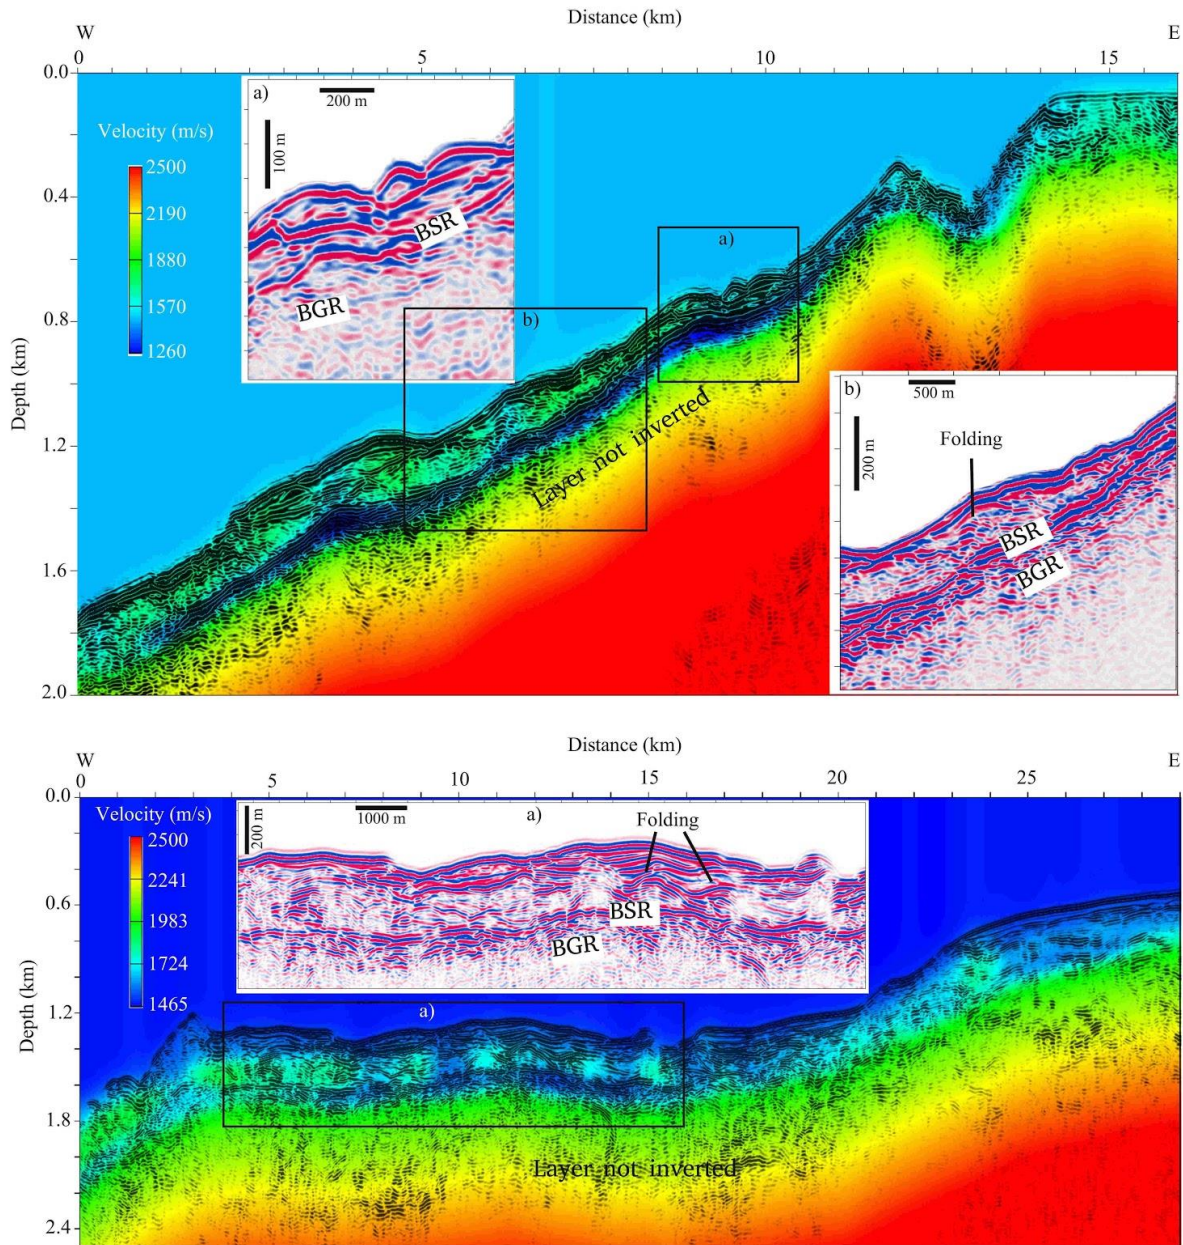 Distance (km)
W
E
0
5
10
15
0.0
a)
200 m
100 m
Velocity (m/s)
2500
2190
1880
1570
1260
BSR
BGR
0.4
0.8
1.2
1.6
2.0
Depth (km)
a)
b)
Layer not inverted
b)
500 m
200 m
Folding
BSR
BGR
Distance (km)
W
E
0
5
10
15
20
25
0.0
Velocity (m/s)
2500
2241
1983
1724
1465
200 m
1000 m
a)
Folding
BSR
BGR
0.6
1.2
1.8
2.4
Depth (km)
a)
Layer not inverted